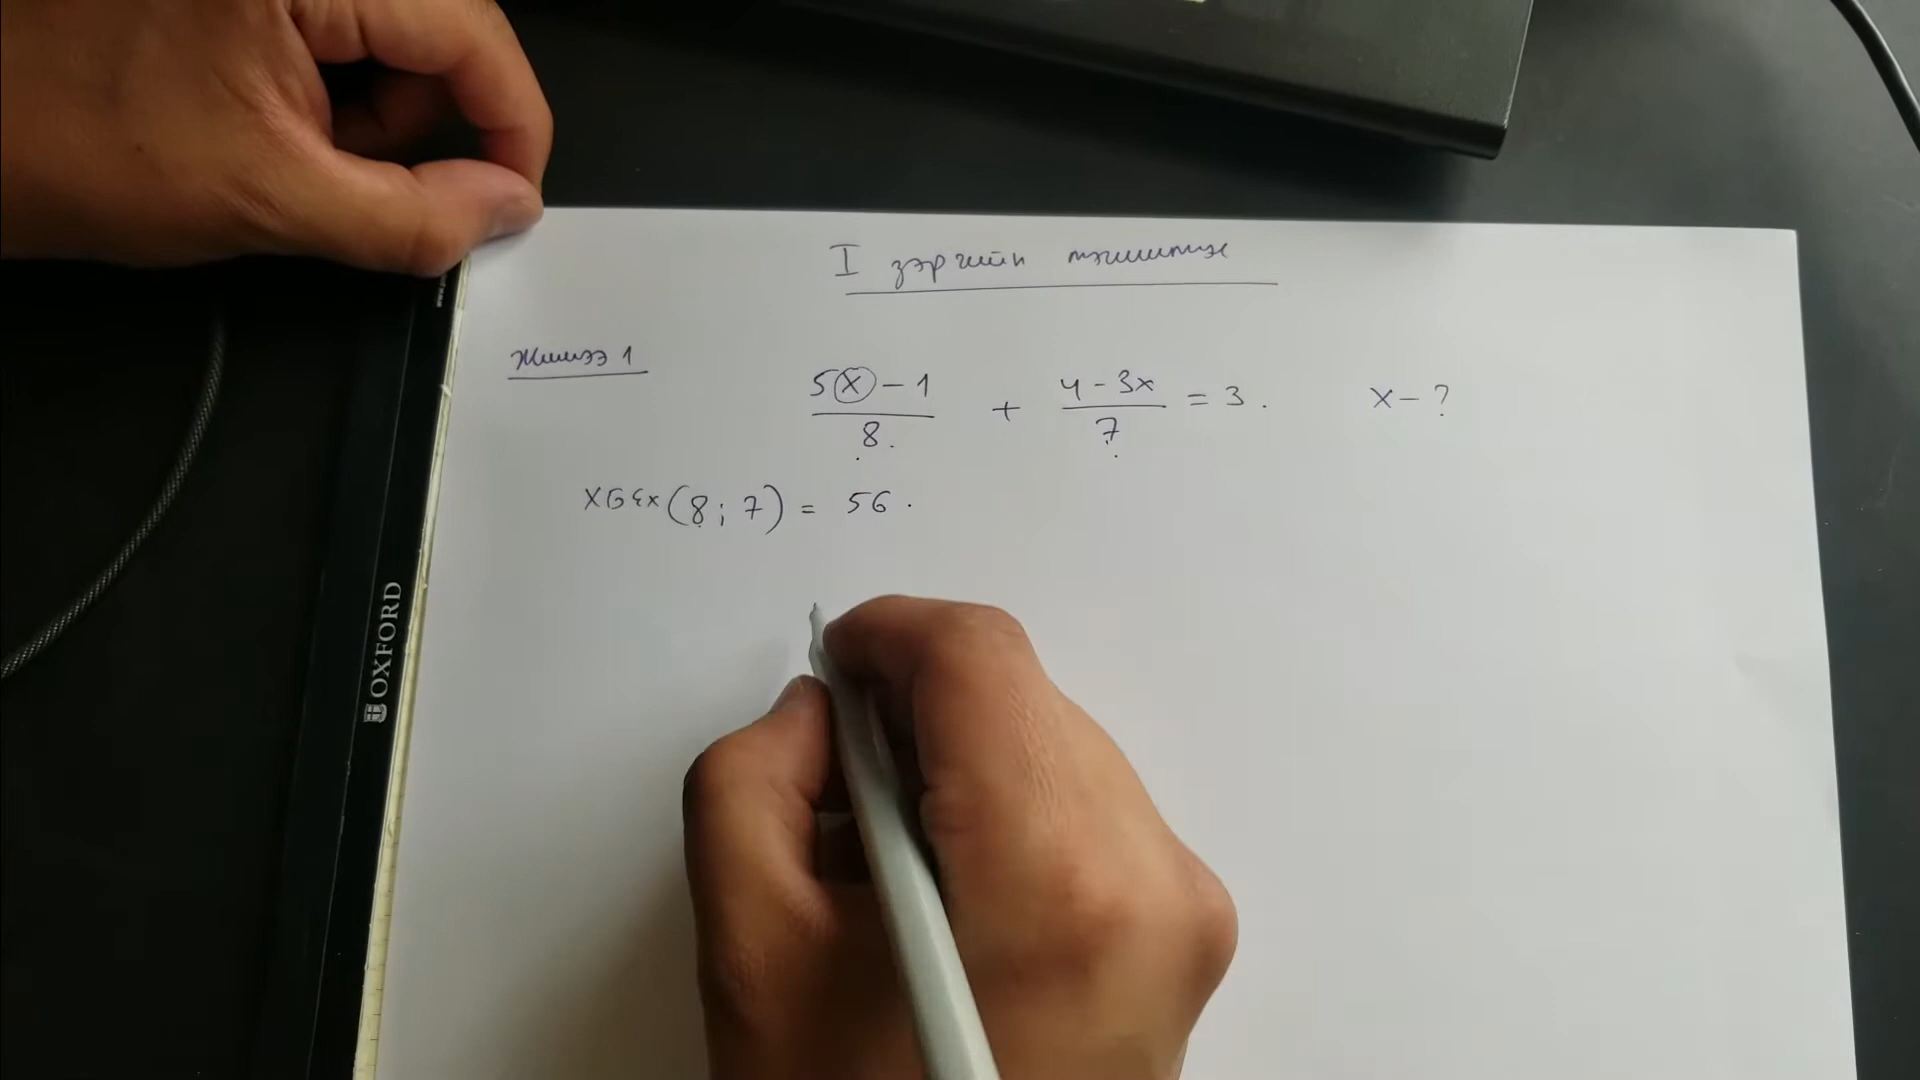 I зэргийн тэгшитгэл
Жишээ 1
5x - 1 / 8 + 4 - 3x / 7 = 3. x - ?
ХБЕХ (8; 7) = 56.
OXFORD